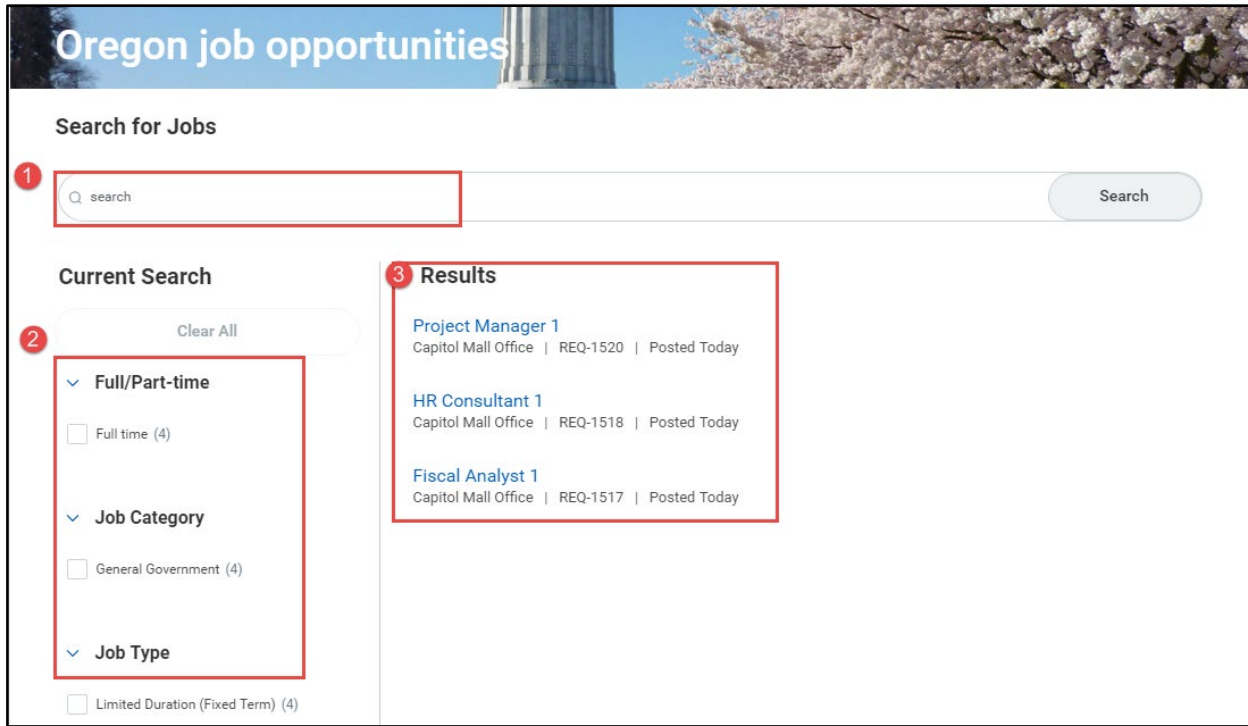 Oregon job opportunities
Search for Jobs
1
search
Search
Current Search
Clear All
2
Full/Part-time
Full time (4)
Job Category
General Government (4)
Job Type
Limited Duration (Fixed Term) (4)
3 Results
Project Manager 1
Capitol Mall Office | REQ-1520 | Posted Today
HR Consultant 1
Capitol Mall Office | REQ-1518 | Posted Today
Fiscal Analyst 1
Capitol Mall Office | REQ-1517 | Posted Today